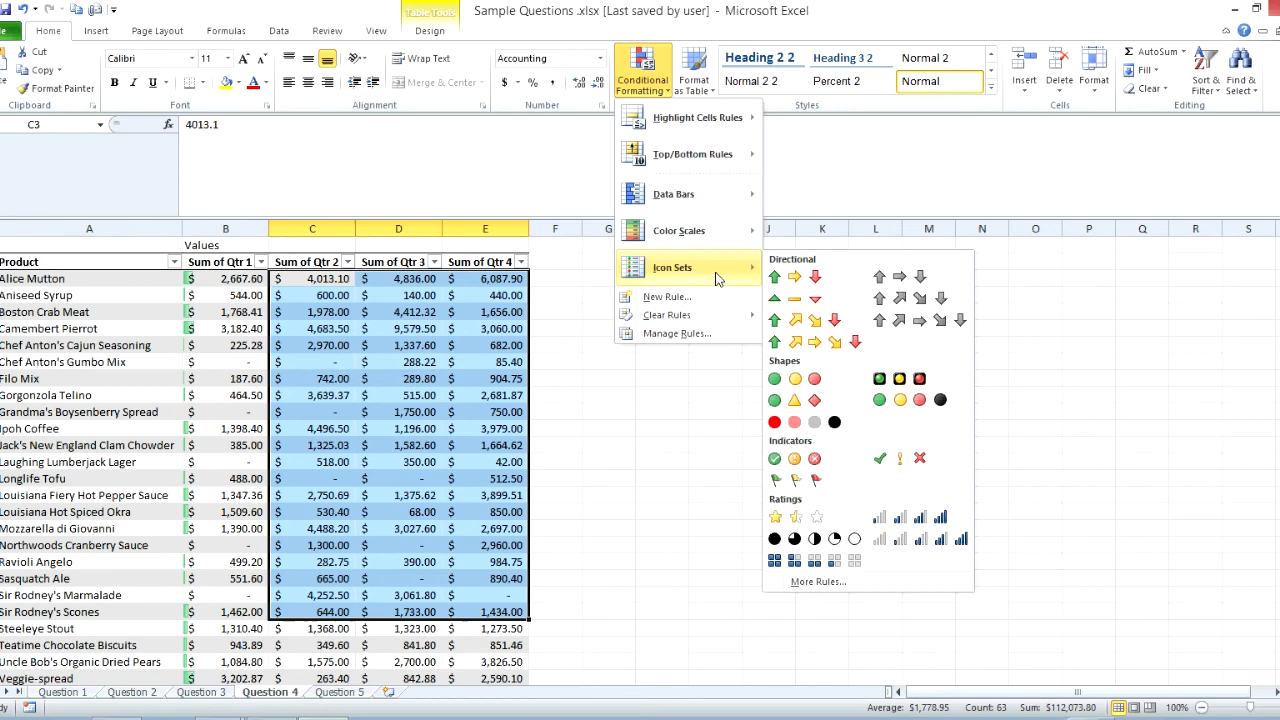 Table Tools
Sample Questions .xlsx [Last saved by user] - Microsoft Excel
Home Insert Page Layout Formulas Data Review View Design
Cut
Copy
Format Painter
Clipboard
Calibri 11
B I U A
Font
Wrap Text
Merge & Center
Alignment
Accounting
$ % ,
Number
Conditional Formatting
Format as Table
Heading 2 2 Heading 3 2 Normal 2
Normal 2 2 Percent 2 Normal
Styles
Insert Delete Format
Cells
Σ AutoSum
Fill
Clear
Sort & Filter
Find & Select
Editing
C3 fx 4013.1
Highlight Cells Rules
Top/Bottom Rules
Data Bars
Color Scales
Icon Sets
New Rule...
Clear Rules
Manage Rules...
Directional
Shapes
Indicators
Ratings
More Rules...
A B C D E F G J K L M N O P Q R S
Values
Product Sum of Qtr 1 Sum of Qtr 2 Sum of Qtr 3 Sum of Qtr 4
Alice Mutton $ 2,667.60 $ 4,013.10 $ 4,836.00 $ 6,087.90
Aniseed Syrup $ 544.00 $ 600.00 $ 140.00 $ 440.00
Boston Crab Meat $ 1,768.41 $ 1,978.00 $ 4,412.32 $ 1,656.00
Camembert Pierrot $ 3,182.40 $ 4,683.50 $ 9,579.50 $ 3,060.00
Chef Anton's Cajun Seasoning $ 225.28 $ 2,970.00 $ 1,337.60 $ 682.00
Chef Anton's Gumbo Mix $ - $ - $ 288.22 $ 85.40
Filo Mix $ 187.60 $ 742.00 $ 289.80 $ 904.75
Gorgonzola Telino $ 464.50 $ 3,639.37 $ 515.00 $ 2,681.87
Grandma's Boysenberry Spread $ - $ - $ 1,750.00 $ 750.00
Ipoh Coffee $ 1,398.40 $ 4,496.50 $ 1,196.00 $ 3,979.00
Jack's New England Clam Chowder $ 385.00 $ 1,325.03 $ 1,582.60 $ 1,664.62
Laughing Lumberjack Lager $ - $ 518.00 $ 350.00 $ 42.00
Longlife Tofu $ 488.00 $ - $ - $ 512.50
Louisiana Fiery Hot Pepper Sauce $ 1,347.36 $ 2,750.69 $ 1,375.62 $ 3,899.51
Louisiana Hot Spiced Okra $ 1,509.60 $ 530.40 $ 68.00 $ 850.00
Mozzarella di Giovanni $ 1,390.00 $ 4,488.20 $ 3,027.60 $ 2,697.00
Northwoods Cranberry Sauce $ - $ 1,300.00 $ - $ 2,960.00
Ravioli Angelo $ 499.20 $ 282.75 $ 390.00 $ 984.75
Sasquatch Ale $ 551.60 $ 665.00 $ - $ 890.40
Sir Rodney's Marmalade $ - $ 4,252.50 $ 3,061.80 $ -
Sir Rodney's Scones $ 1,462.00 $ 644.00 $ 1,733.00 $ 1,434.00
Steeleye Stout $ 1,310.40 $ 1,368.00 $ 1,323.00 $ 1,273.50
Teatime Chocolate Biscuits $ 943.89 $ 349.60 $ 841.80 $ 851.46
Uncle Bob's Organic Dried Pears $ 1,084.80 $ 1,575.00 $ 2,700.00 $ 3,826.50
Veggie-spread $ 3,202.87 $ 263.40 $ 842.88 $ 2,590.10
Question 1 Question 2 Question 3 Question 4 Question 5
Average: $1,778.95 Count: 63 Sum: $112,073.80 100%